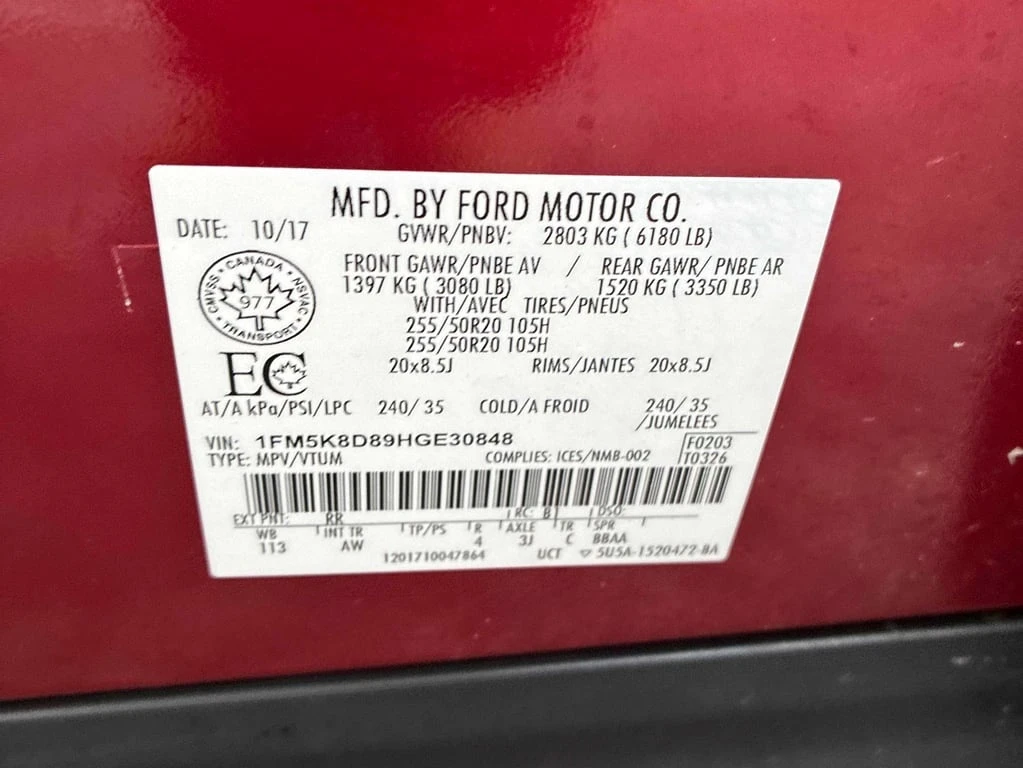 MFD. BY FORD MOTOR CO.
DATE: 10/17 GVWR/PNBV: 2803 KG ( 6180 LB)
FRONT GAWR/PNBE AV / REAR GAWR/ PNBE AR
1397 KG ( 3080 LB) 1520 KG ( 3350 LB)
WITH/AVEC TIRES/PNEUS
255/50R20 105H
255/50R20 105H
20x8.5J RIMS/JANTES 20x8.5J
CANADA
CMVSS NSVAC
977
TRANSPORT
EC
AT/A kPa/PSI/LPC 240/ 35 COLD/A FROID 240/ 35
/JUMELEES
VIN: 1FM5K8D89HGE30848 F0203
TYPE: MPV/VTUM COMPLIES: ICES/NMB-002 T0326
EXT PNT: RR RC: B DSO:
WB INT TR TP/PS R AXLE TR SPR
113 AW 4 3J C BBAA
1201710047864 UCT 5U5A-1520472-BA